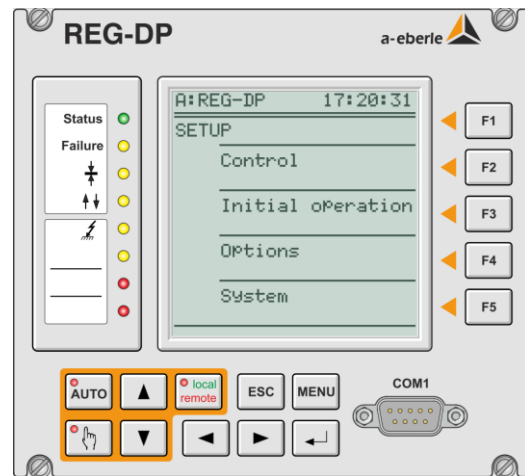 REG-DP
a-eberle
Status
Failure
A:REG-DP 17:20:31
SETUP
Control
Initial operation
Options
System
F1
F2
F3
F4
F5
AUTO
local
remote
ESC
MENU
COM1